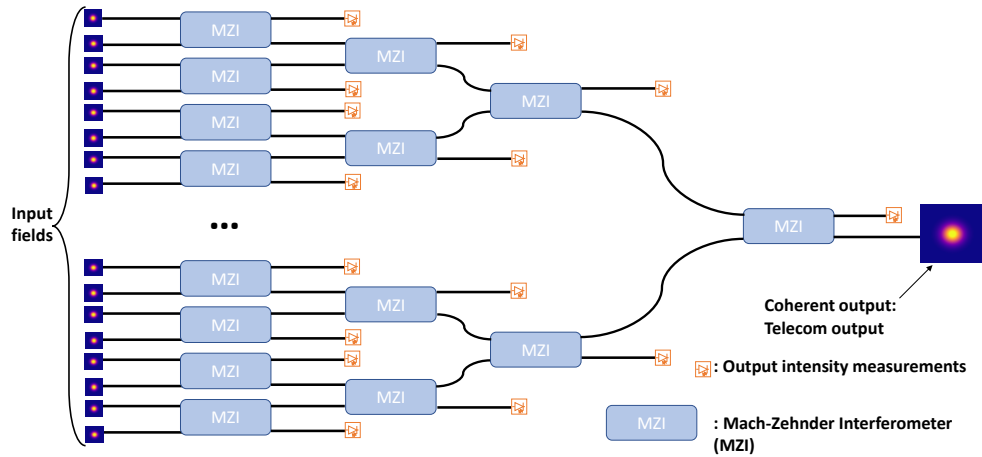 MZI
MZI
MZI
MZI
MZI
MZI
MZI
Input
fields
...
MZI
Coherent output:
Telecom output
MZI
MZI
MZI
MZI
MZI
MZI
MZI
: Output intensity measurements
MZI
: Mach-Zehnder Interferometer
(MZI)